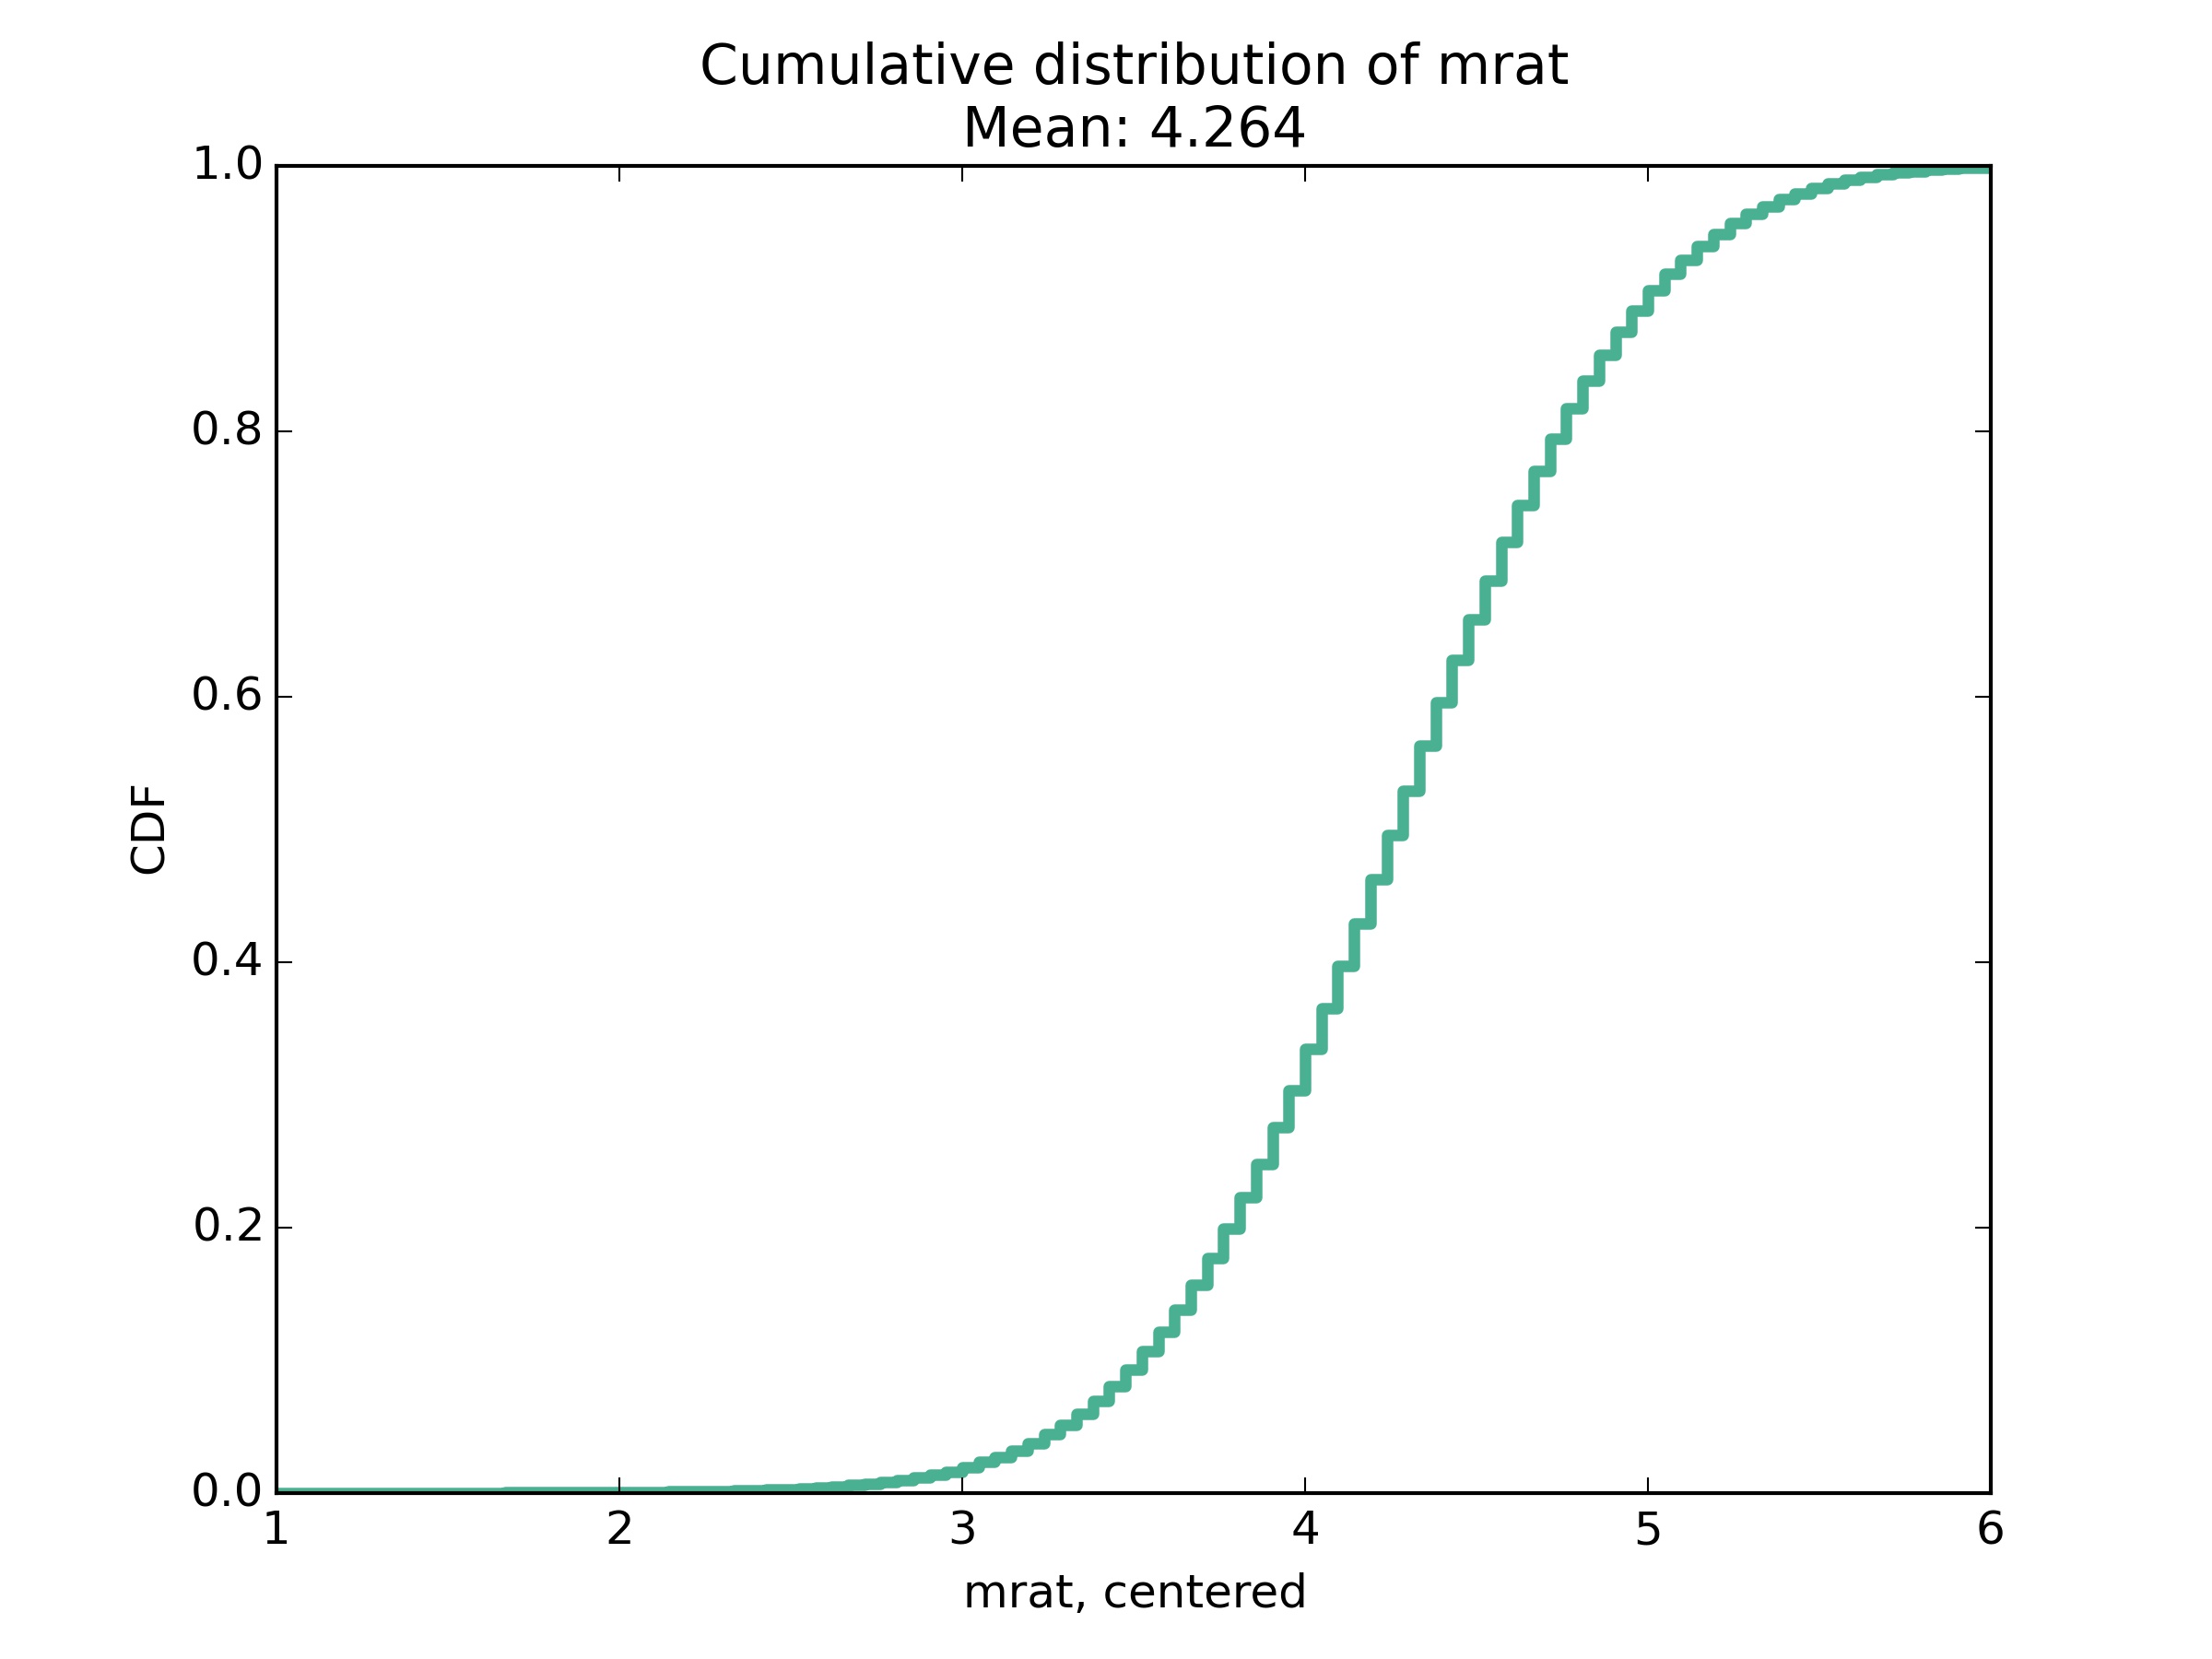 Cumulative distribution of mrat
Mean: 4.264
1.0
0.8
0.6
0.4
0.2
0.0
CDF
1 2 3 4 5 6
mrat, centered